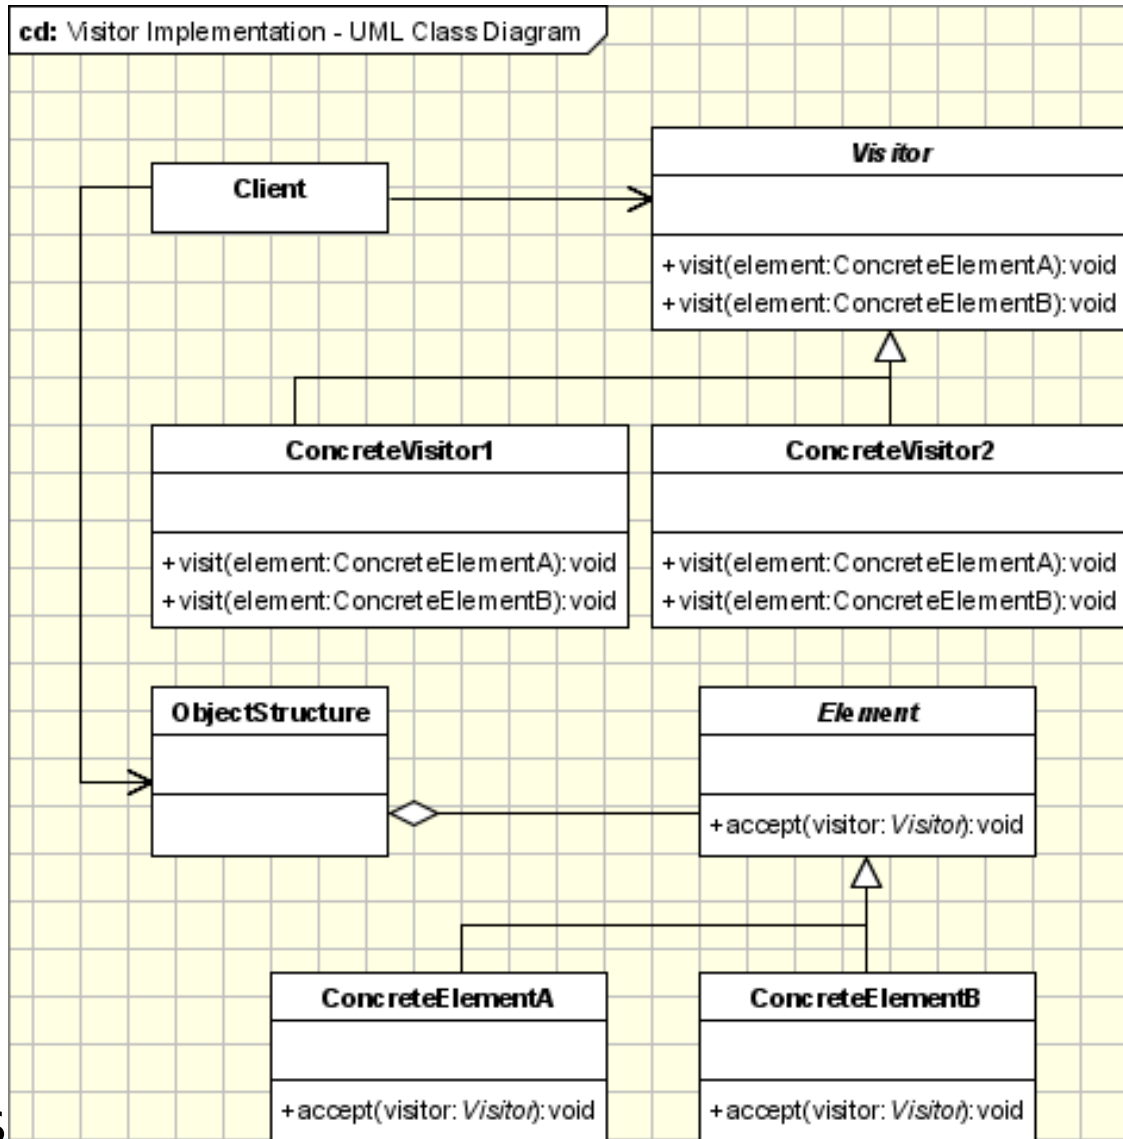 cd: Visitor Implementation - UML Class Diagram
Visitor
Client
+visit(element:ConcreteElementA):void
+visit(element:ConcreteElementB):void
ConcreteVisitor1
+visit(element:ConcreteElementA):void
+visit(element:ConcreteElementB):void
ConcreteVisitor2
+visit(element:ConcreteElementA):void
+visit(element:ConcreteElementB):void
ObjectStructure
Element
+accept(visitor:Visitor):void
ConcreteElementA
+accept(visitor:Visitor):void
ConcreteElementB
+accept(visitor:Visitor):void